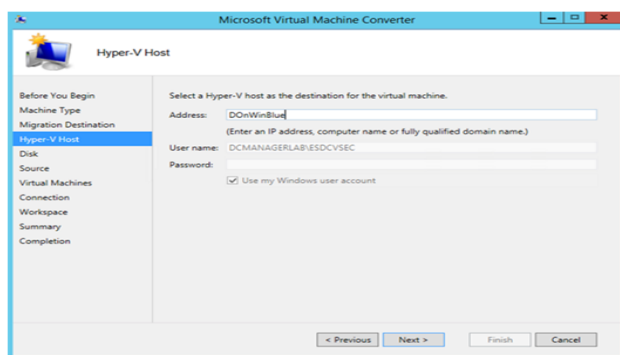 Microsoft Virtual Machine Converter
Hyper-V Host
Before You Begin
Machine Type
Migration Destination
Hyper-V Host
Disk
Source
Virtual Machines
Connection
Workspace
Summary
Completion
Select a Hyper-V host as the destination for the virtual machine.
Address: DOnWinBlue
(Enter an IP address, computer name or fully qualified domain name.)
User name: DCMANAGERLAB\ESDCVSEC
Password:
Use my Windows user account
< Previous Next > Finish Cancel